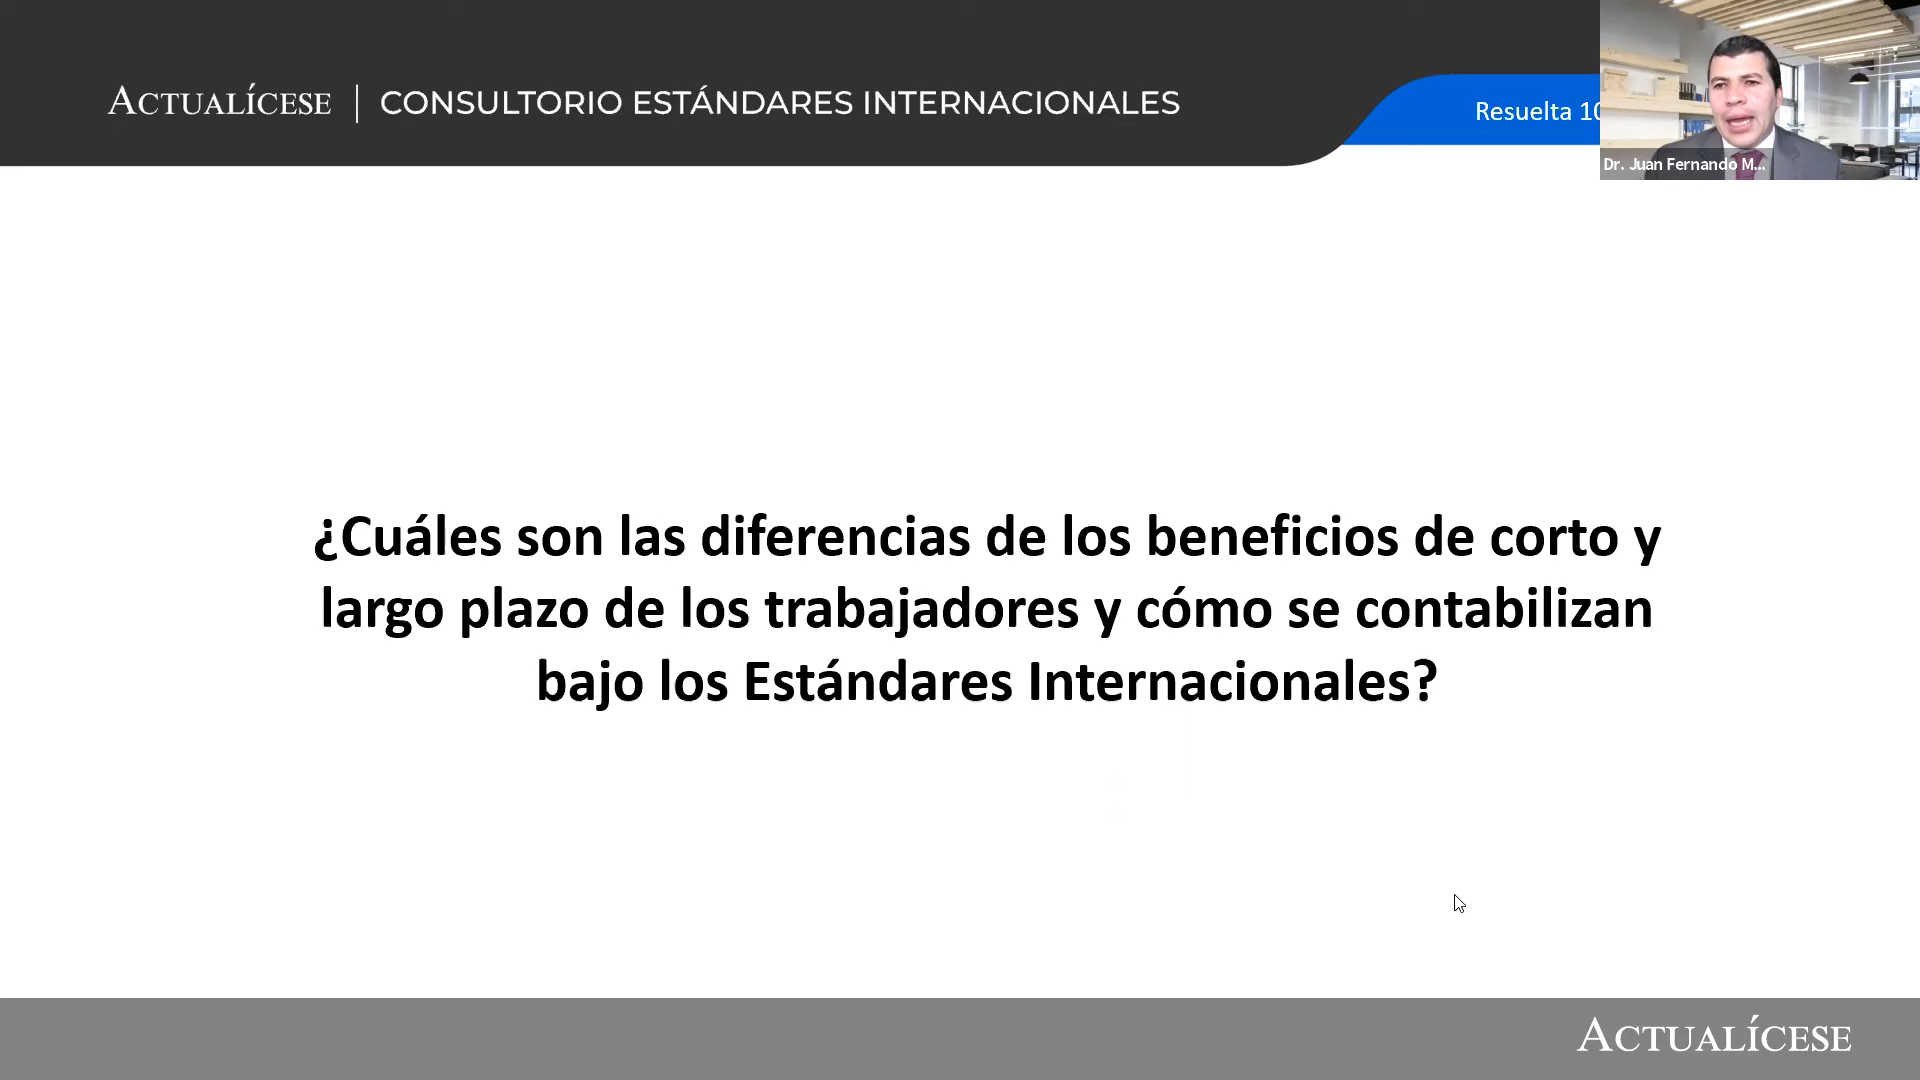 ACTUALÍCESE | CONSULTORIO ESTÁNDARES INTERNACIONALES
Resuelta
Dr. Juan Fernando M...
¿Cuáles son las diferencias de los beneficios de corto y
largo plazo de los trabajadores y cómo se contabilizan
bajo los Estándares Internacionales?
ACTUALÍCESE